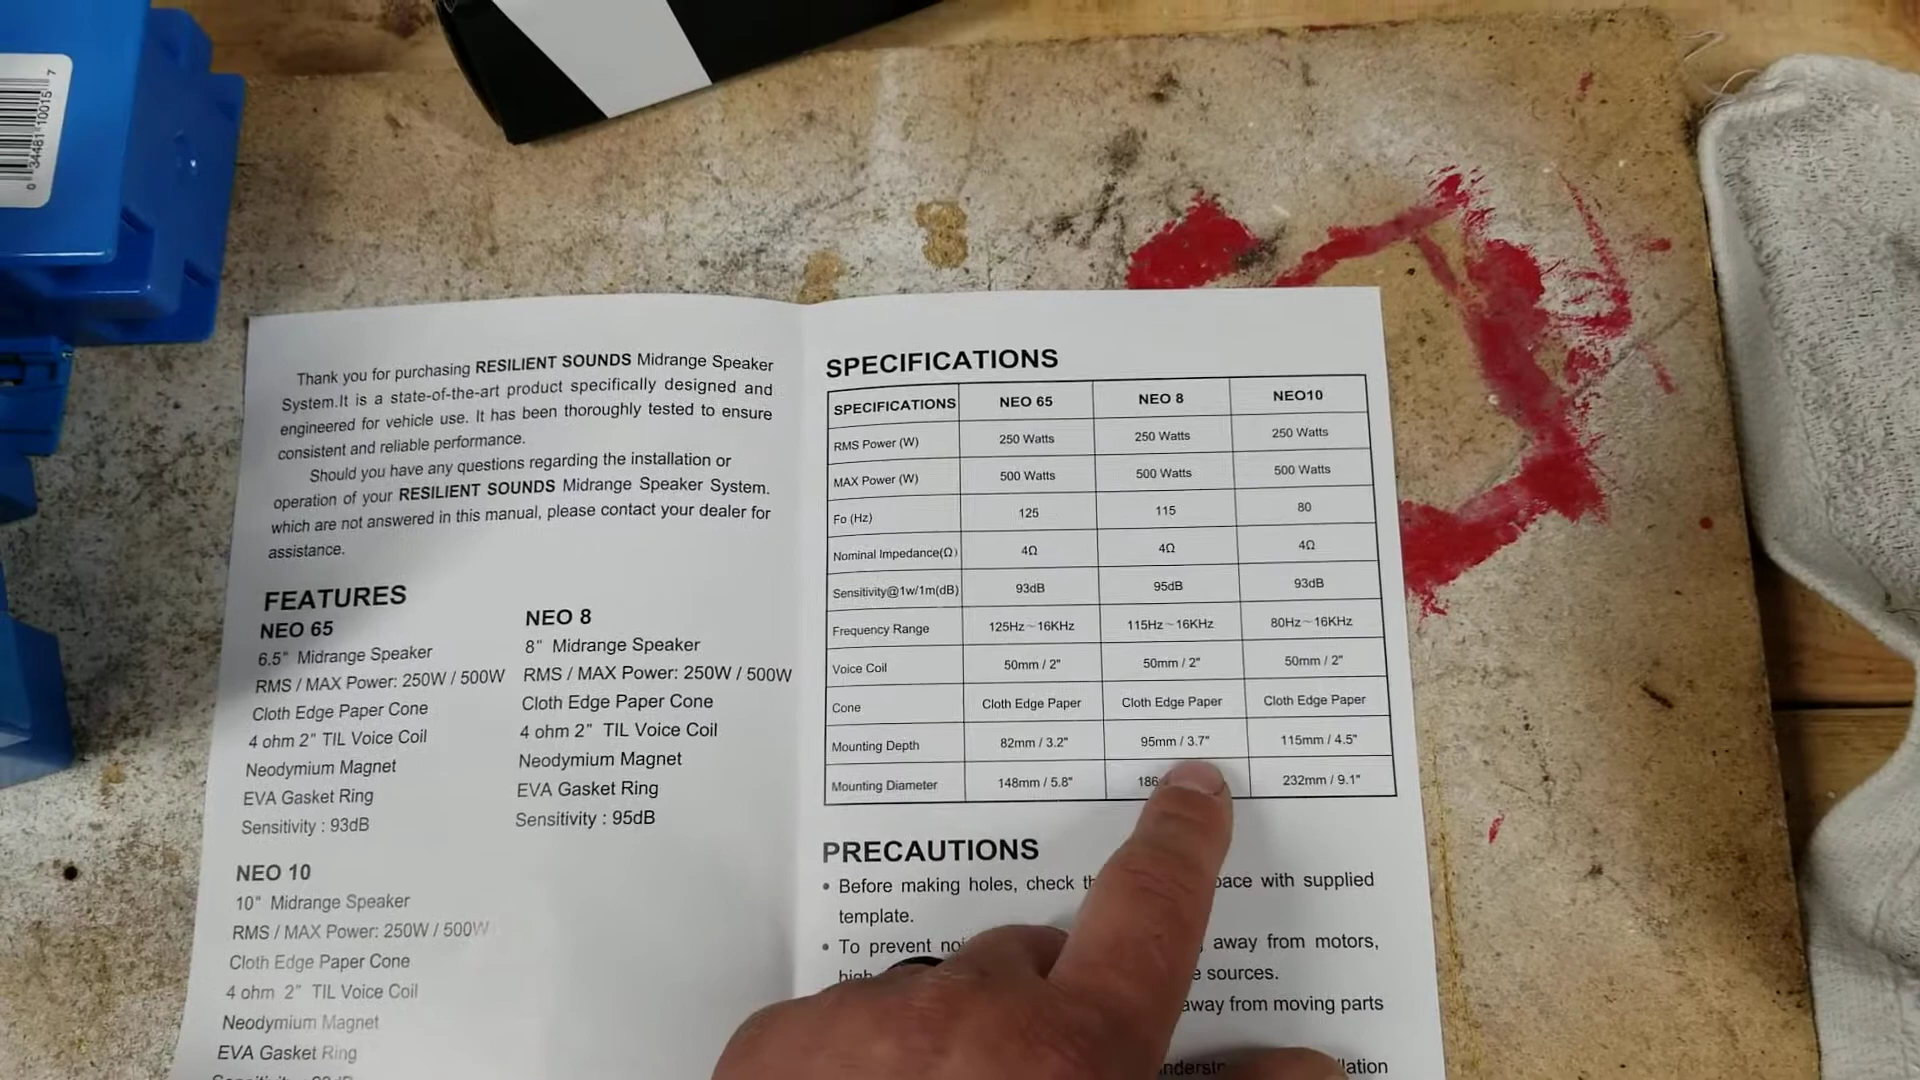 0 34481 10015 7
Thank you for purchasing RESILIENT SOUNDS Midrange Speaker
System.It is a state-of-the-art product specifically designed and
engineered for vehicle use. It has been thoroughly tested to ensure
consistent and reliable performance.
Should you have any questions regarding the installation or
operation of your RESILIENT SOUNDS Midrange Speaker System.
which are not answered in this manual, please contact your dealer for
assistance.
FEATURES
NEO 65
6.5" Midrange Speaker
RMS / MAX Power: 250W / 500W
Cloth Edge Paper Cone
4 ohm 2" TIL Voice Coil
Neodymium Magnet
EVA Gasket Ring
Sensitivity : 93dB
NEO 8
8" Midrange Speaker
RMS / MAX Power: 250W / 500W
Cloth Edge Paper Cone
4 ohm 2" TIL Voice Coil
Neodymium Magnet
EVA Gasket Ring
Sensitivity : 95dB
NEO 10
10" Midrange Speaker
RMS / MAX Power: 250W / 500W
Cloth Edge Paper Cone
4 ohm 2" TIL Voice Coil
Neodymium Magnet
EVA Gasket Ring
SPECIFICATIONS
SPECIFICATIONS NEO 65 NEO 8 NEO10
RMS Power (W) 250 Watts 250 Watts 250 Watts
MAX Power (W) 500 Watts 500 Watts 500 Watts
Fo (Hz) 125 115 80
Nominal Impedance(Ω) 4Ω 4Ω 4Ω
Sensitivity@1w/1m(dB) 93dB 95dB 93dB
Frequency Range 125Hz~16KHz 115Hz~16KHz 80Hz~16KHz
Voice Coil 50mm / 2" 50mm / 2" 50mm / 2"
Cone Cloth Edge Paper Cloth Edge Paper Cloth Edge Paper
Mounting Depth 82mm / 3.2" 95mm / 3.7" 115mm / 4.5"
Mounting Diameter 148mm / 5.8" 186 232mm / 9.1"
PRECAUTIONS
• Before making holes, check with supplied
template.
• To prevent away from motors,
sources.
away from moving parts